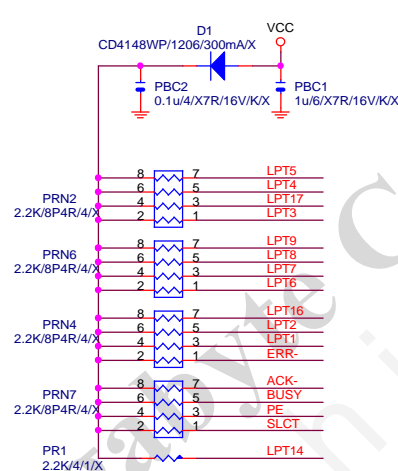 D1
VCC
CD4148WP/1206/300mA/X
PBC2
0.1u/4/X7R/16V/K/X
PBC1
1u/6/X7R/16V/K/X
8 7 LPT5
6 5 LPT4
4 3 LPT17
2 1 LPT3
PRN2
2.2K/8P4R/4/X
8 7 LPT9
6 5 LPT8
4 3 LPT7
2 1 LPT6
PRN6
2.2K/8P4R/4/X
8 7 LPT16
6 5 LPT2
4 3 LPT1
2 1 ERR-
PRN4
2.2K/8P4R/4/X
8 7 ACK-
6 5 BUSY
4 3 PE
2 1 SLCT
PRN7
2.2K/8P4R/4/X
PR1
LPT14
2.2K/4/1/X